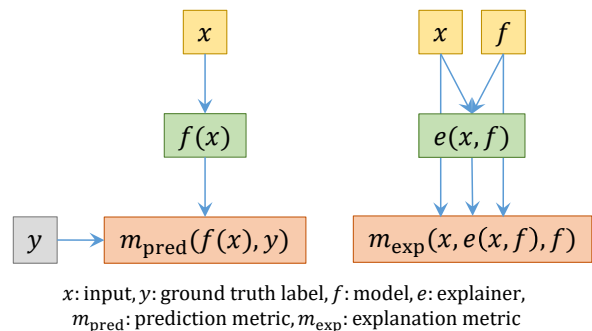 x
x f
f(x)
e(x, f)
y
m_pred(f(x), y)
m_exp(x, e(x, f), f)
x: input, y: ground truth label, f: model, e: explainer,
m_pred: prediction metric, m_exp: explanation metric